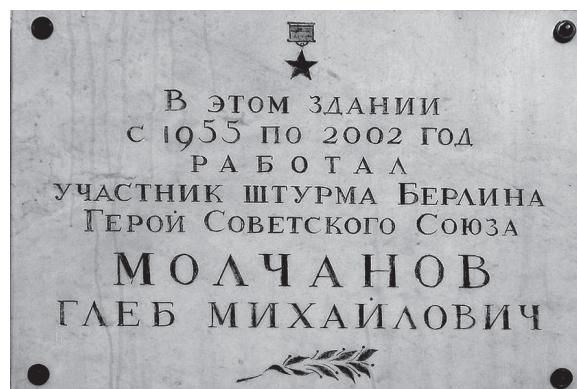 В ЭТОМ ЗДАНИИ
С 1955 ПО 2002 ГОД
РАБОТАЛ
УЧАСТНИК ШТУРМА БЕРЛИНА
ГЕРОЙ СОВЕТСКОГО СОЮЗА
МОЛЧАНОВ
ГЛЕБ МИХАЙЛОВИЧ